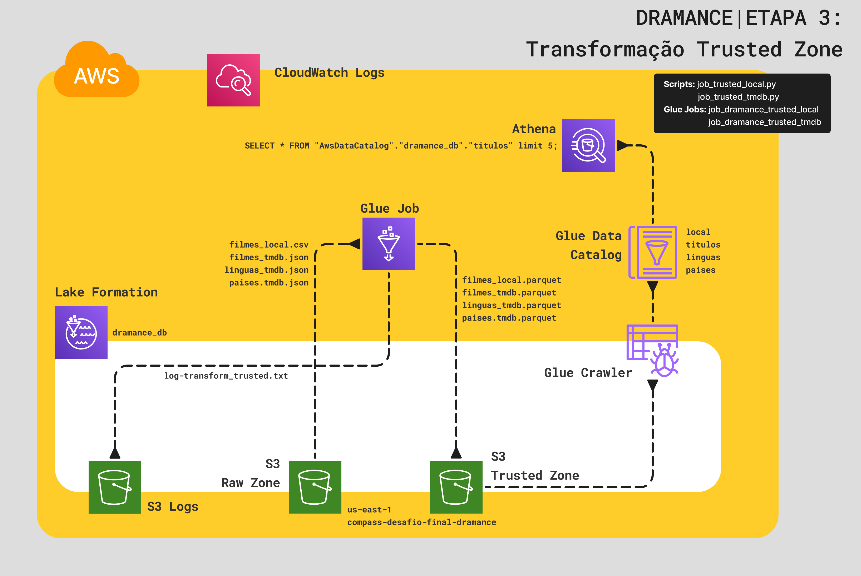 DRAMANCE|ETAPA 3:
Transformação Trusted Zone
AWS
CloudWatch Logs
Scripts: job_trusted_local.py
job_trusted_tmdb.py
Glue Jobs: job_dramance_trusted_local
job_dramance_trusted_tmdb
Athena
SELECT * FROM "AwsDataCatalog"."dramance_db"."titulos" limit 5;
Glue Job
filmes_local.csv
filmes_tmdb.json
linguas_tmdb.json
paises.tmdb.json
Glue Data
Catalog
local
titulos
linguas
paises
filmes_local.parquet
filmes_tmdb.parquet
linguas_tmdb.parquet
paises.tmdb.parquet
Lake Formation
dramance_db
Glue Crawler
log-transform_trusted.txt
S3
Raw Zone
S3
Trusted Zone
S3 Logs
us-east-1
compass-desafio-final-dramance